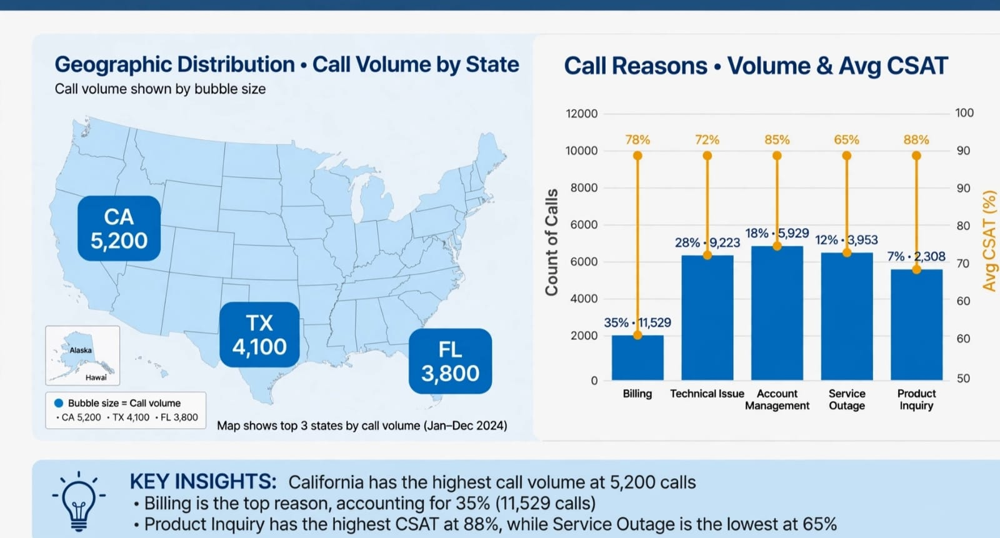 Geographic Distribution • Call Volume by State
Call volume shown by bubble size
CA
5,200
TX
4,100
FL
3,800
Alaska
Hawai
Bubble size = Call volume
• CA 5,200 • TX 4,100 • FL 3,800
Map shows top 3 states by call volume (Jan–Dec 2024)
Call Reasons • Volume & Avg CSAT
Count of Calls
12000
10000
8000
6000
6000
4000
2000
0
78%
72%
85%
65%
88%
35% • 11,529
28% • 9,223
18% • 5,929
12% • 3,953
7% • 2,308
100
90
90
80
70
60
60
50
Avg CSAT (%)
Billing
Technical Issue
Account
Management
Service
Outage
Product
Inquiry
KEY INSIGHTS: California has the highest call volume at 5,200 calls
• Billing is the top reason, accounting for 35% (11,529 calls)
• Product Inquiry has the highest CSAT at 88%, while Service Outage is the lowest at 65%